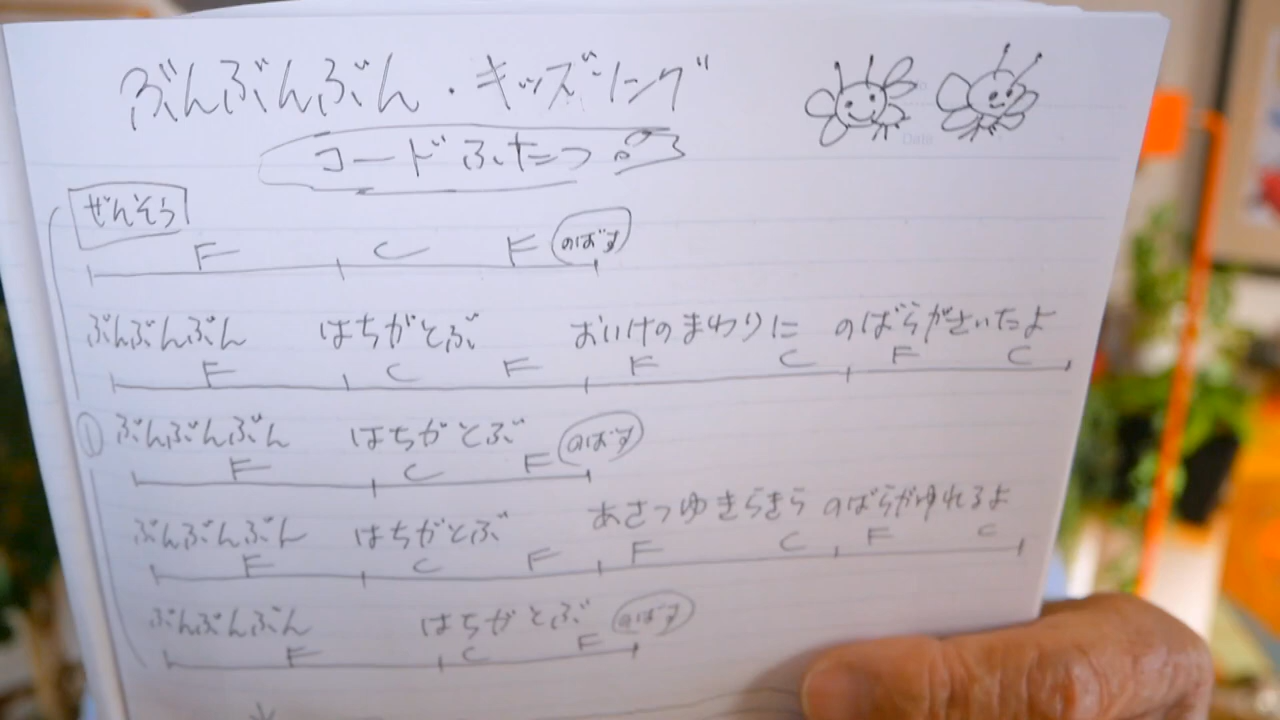 ぶんぶんぶん・キッズソング
コードふたつ
ぜんそう
F C F のばす
ぶんぶんぶん はちがとぶ おいけのまわりに のばらがさいたよ
F C F F C F C
① ぶんぶんぶん はちがとぶ のばす
F C F
ぶんぶんぶん はちがとぶ あさつゆきらきら のばらがゆれるよ
F C F F C F C
ぶんぶんぶん はちがとぶ のばす
F C F